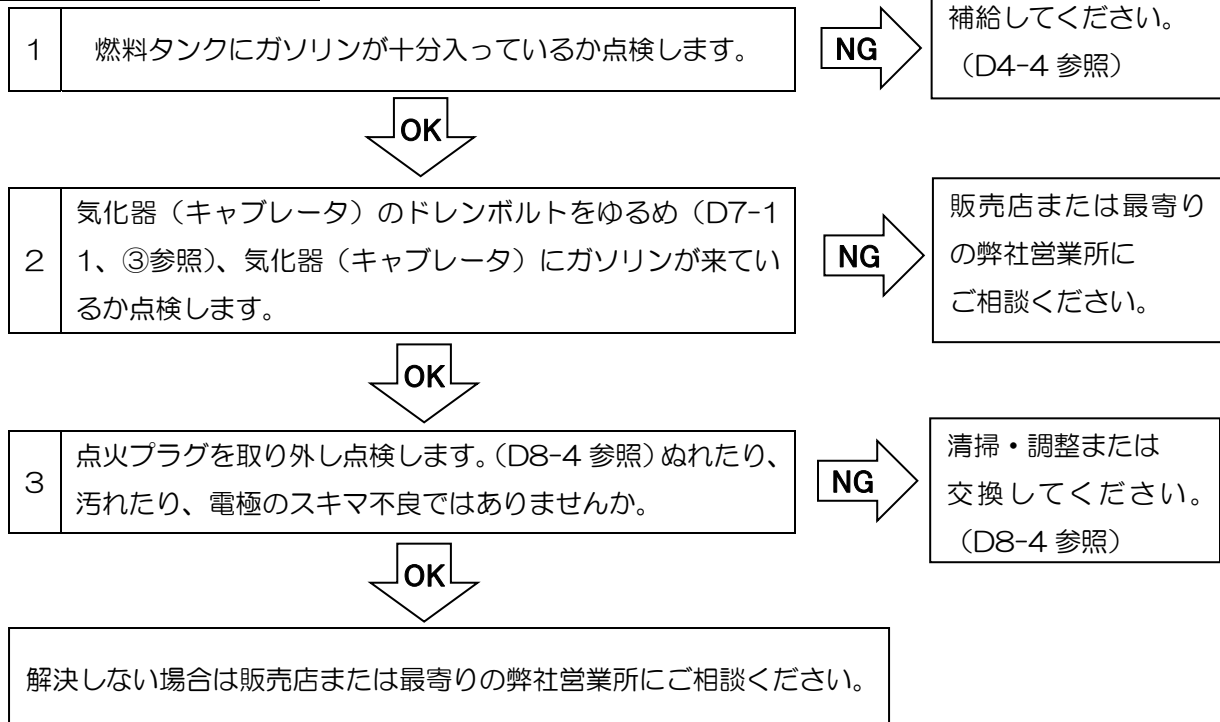 1
燃料タンクにガソリンが十分入っているか点検します。
NG
補給してください。
（D4-4 参照）
OK
2
気化器（キャブレータ）のドレンボルトをゆるめ（D7-1
1、③参照）、気化器（キャブレータ）にガソリンが来てい
るか点検します。
NG
販売店または最寄り
の弊社営業所に
ご相談ください。
OK
3
点火プラグを取り外し点検します。（D8-4 参照）ぬれたり、
汚れたり、電極のスキマ不良ではありませんか。
NG
清掃・調整または
交換してください。
（D8-4 参照）
OK
解決しない場合は販売店または最寄りの弊社営業所にご相談ください。